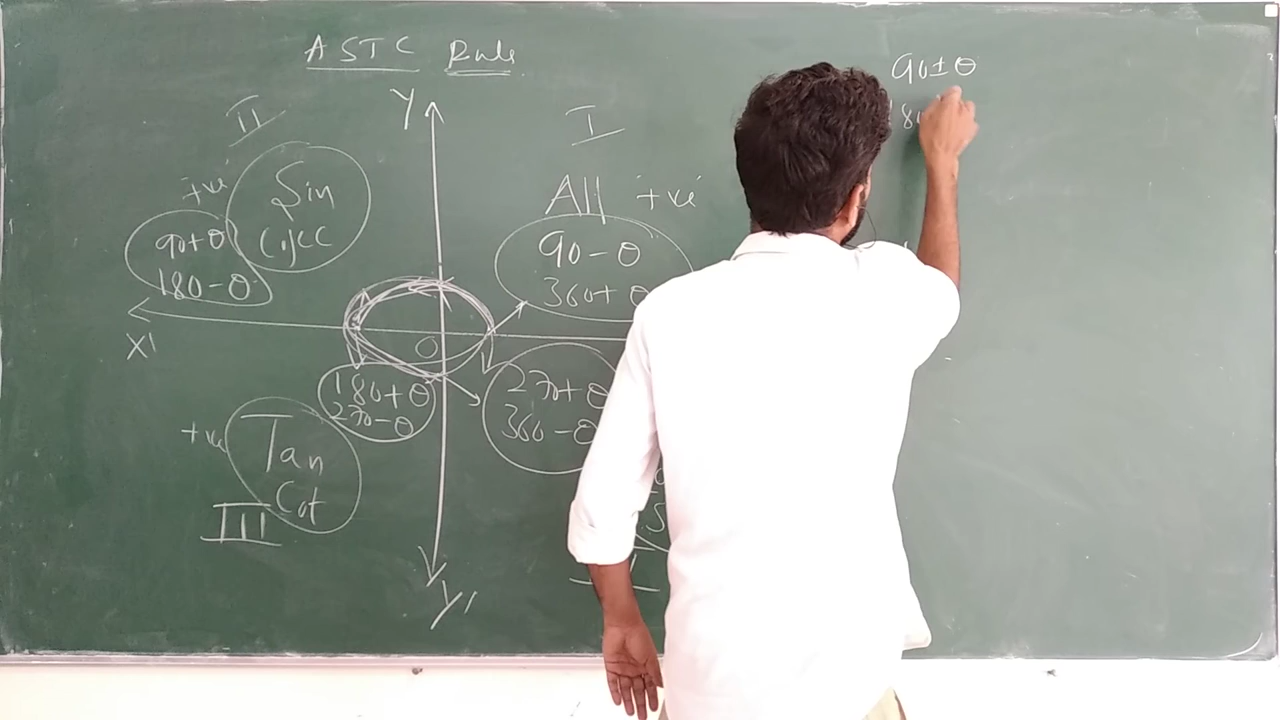 ASTC Rule
90±θ
II
Y
I
+ve
Sin
All +ve
90+θ
180-θ
90-θ
360+θ
X'
O
180+θ
270-θ
270+θ
360-θ
+ve
Tan
Cot
III
Y'